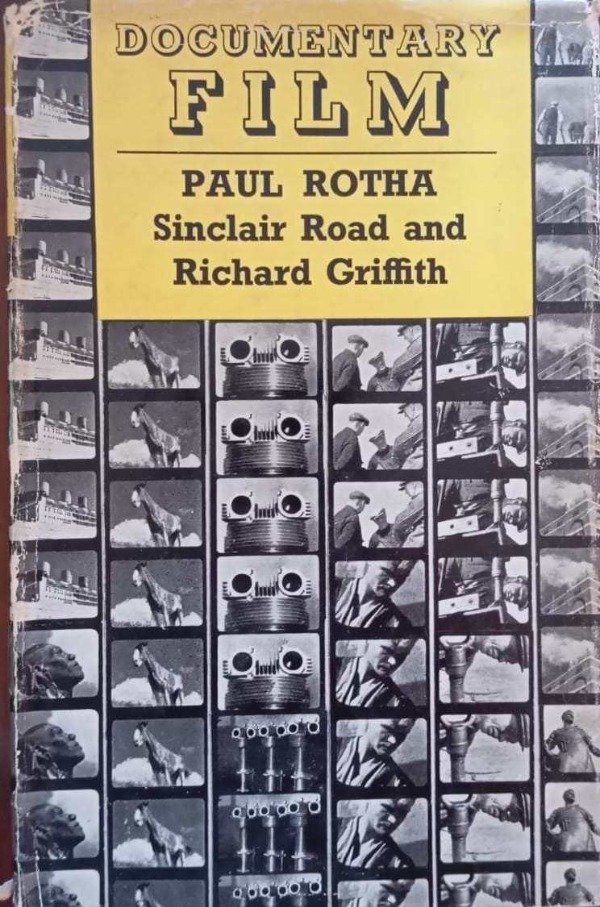 DOCUMENTARY
FILM
PAUL ROTHA
Sinclair Road and
Richard Griffith